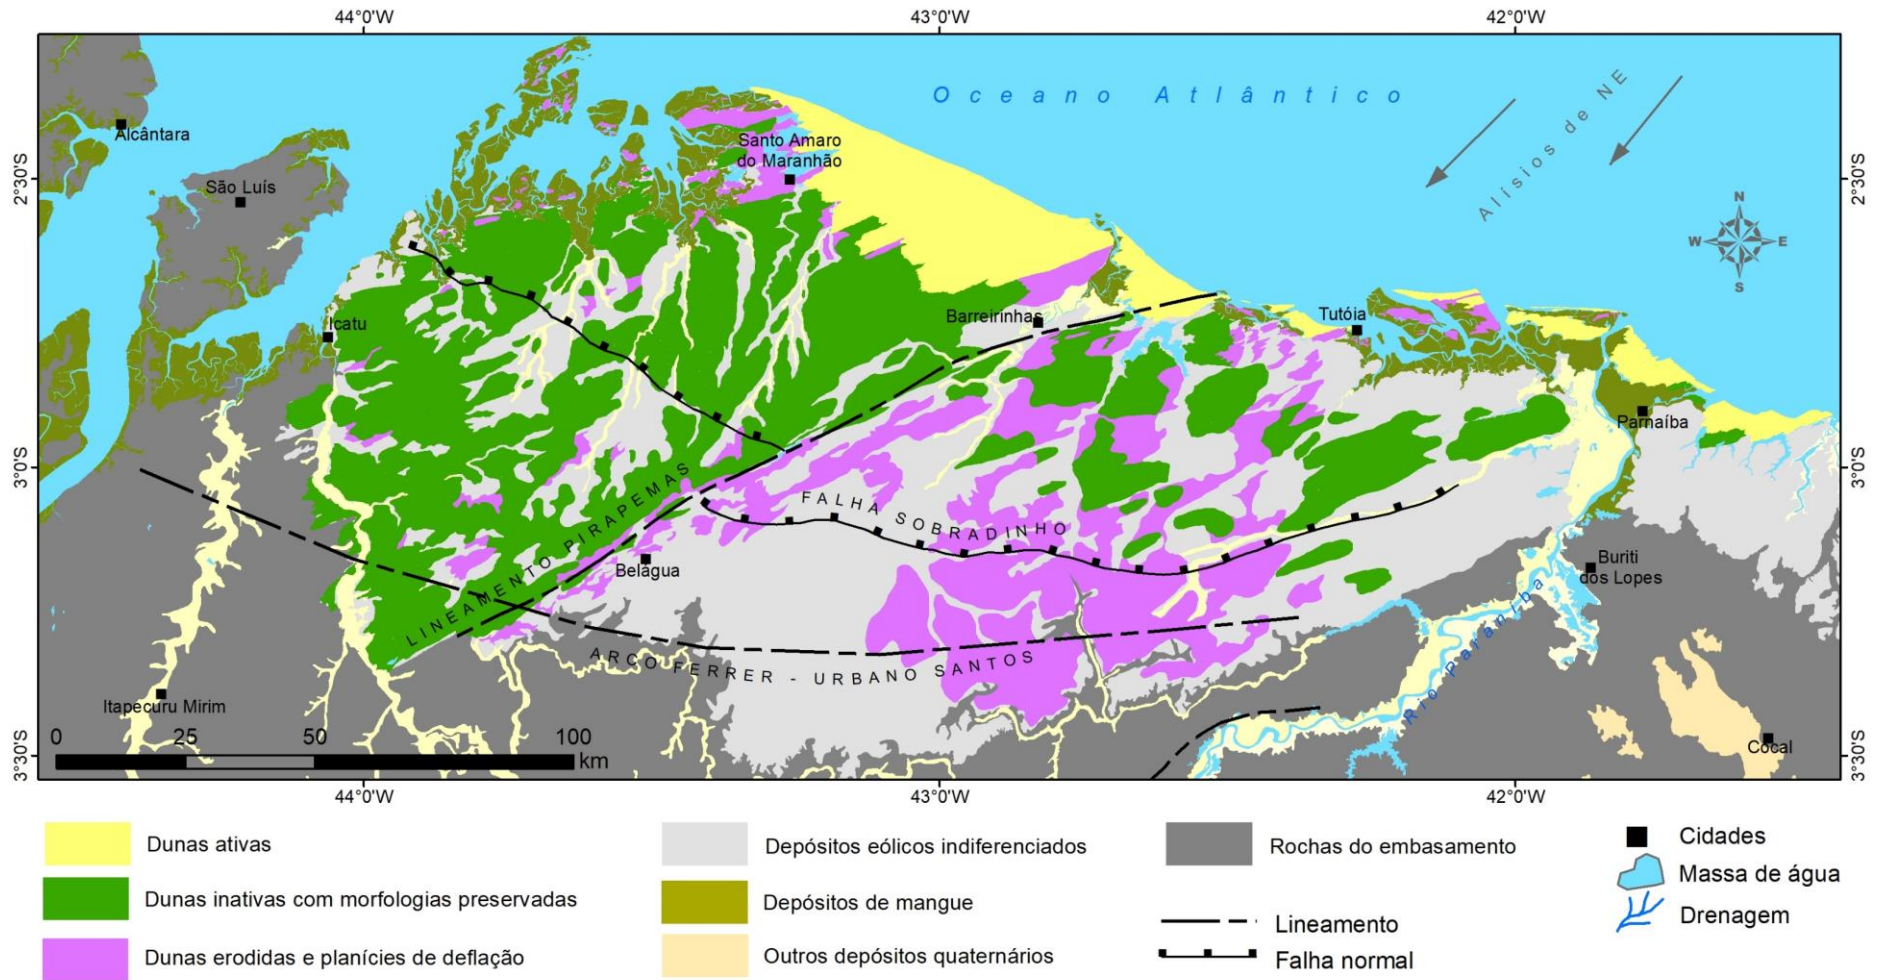 44°0'W
43°0'W
42°0'W
Oceano Atlântico
Alísios de NE
Alcântara
Santo Amaro
do Maranhão
2°30'S
2°30'S
São Luís
N
W
E
S
Icatu
Barreirinhas
Tutóia
Parnaíba
3°0'S
3°0'S
LINEAMENTO PIRAPEMAS
FALHA SOBRADINHO
Belágua
Buriti
dos Lopes
ARCO FERRER - URBANO SANTOS
Rio Paraníba
Itapecuru Mirim
Cocal
0
25
50
100
km
3°30'S
3°30'S
44°0'W
43°0'W
42°0'W
Dunas ativas
Dunas inativas com morfologias preservadas
Dunas erodidas e planícies de deflação
Depósitos eólicos indiferenciados
Depósitos de mangue
Outros depósitos quaternários
Rochas do embasamento
Lineamento
Falha normal
Cidades
Massa de água
Drenagem